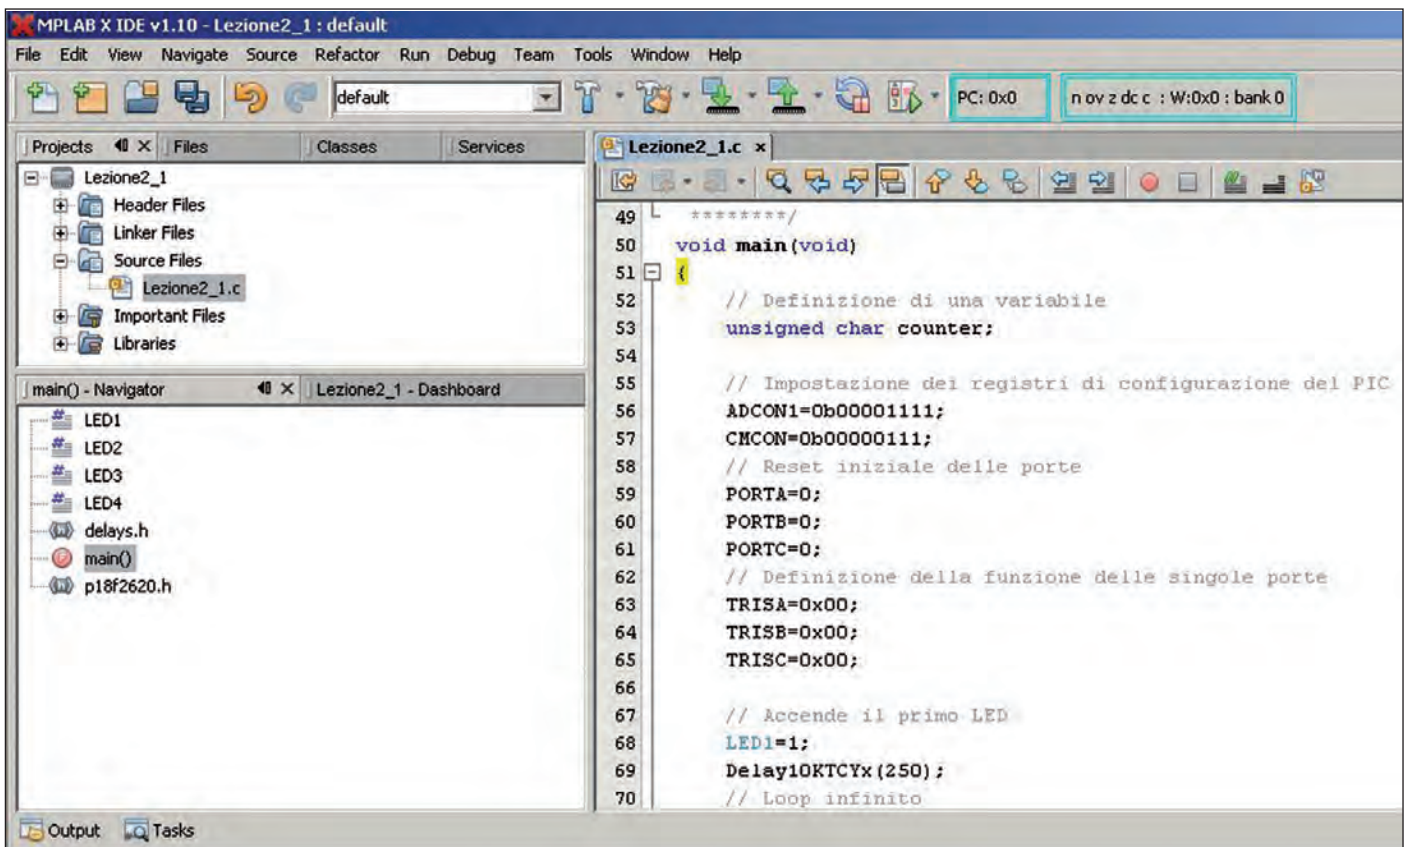 MPLAB X IDE v1.10 - Lezione2_1 : default
File Edit View Navigate Source Refactor Run Debug Team Tools Window Help
default
PC: 0x0
n ov z dc c : W:0x0 : bank 0
Projects Files Classes Services
Lezione2_1
Header Files
Linker Files
Source Files
Lezione2_1.c
Important Files
Libraries
main() - Navigator
Lezione2_1 - Dashboard
LED1
LED2
LED3
LED4
delays.h
main()
p18f2620.h
Lezione2_1.c
49 ********/
50 void main(void)
51 {
52 // Definizione di una variabile
53 unsigned char counter;
54
55 // Impostazione dei registri di configurazione del PIC
56 ADCON1=0b00001111;
57 CMCON=0b00000111;
58 // Reset iniziale delle porte
59 PORTA=0;
60 PORTB=0;
61 PORTC=0;
62 // Definizione della funzione delle singole porte
63 TRISA=0x00;
64 TRISB=0x00;
65 TRISC=0x00;
66
67 // Accende il primo LED
68 LED1=1;
69 Delay10KTCYx(250);
70 // Loop infinito
Output Tasks